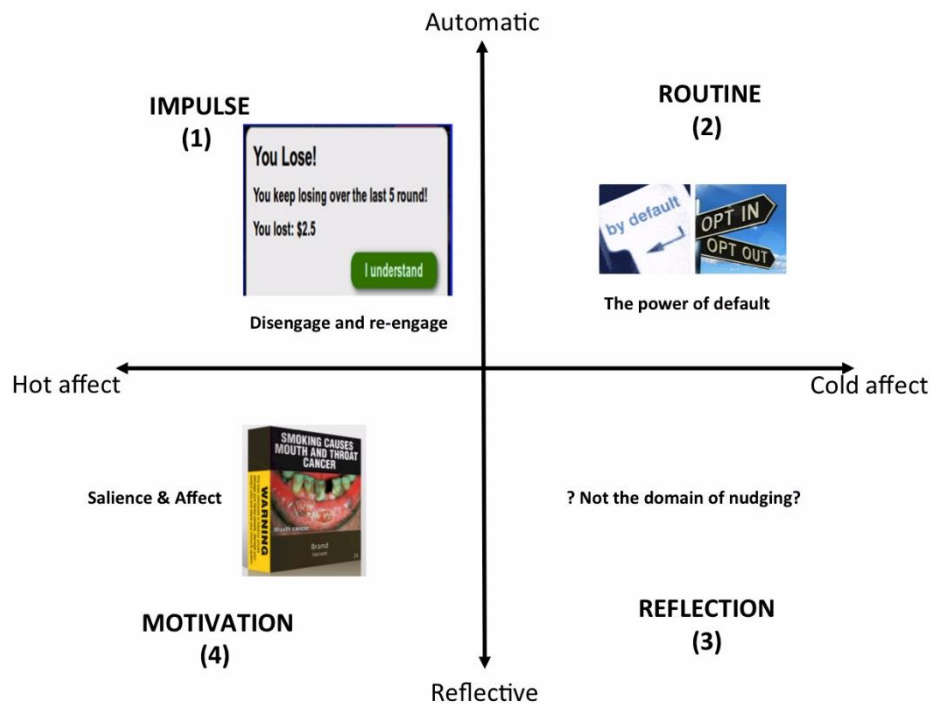 Automatic
IMPULSE
(1)
You Lose!
You keep losing over the last 5 round!
You lost: $2.5
I understand
Disengage and re-engage
ROUTINE
(2)
by default
OPT IN
OPT OUT
The power of default
Hot affect
Cold affect
Salience & Affect
SMOKING CAUSES
MOUTH AND THROAT
CANCER
WARNING
Mouth cancer
Brand
Variant
? Not the domain of nudging?
MOTIVATION
(4)
REFLECTION
(3)
Reflective